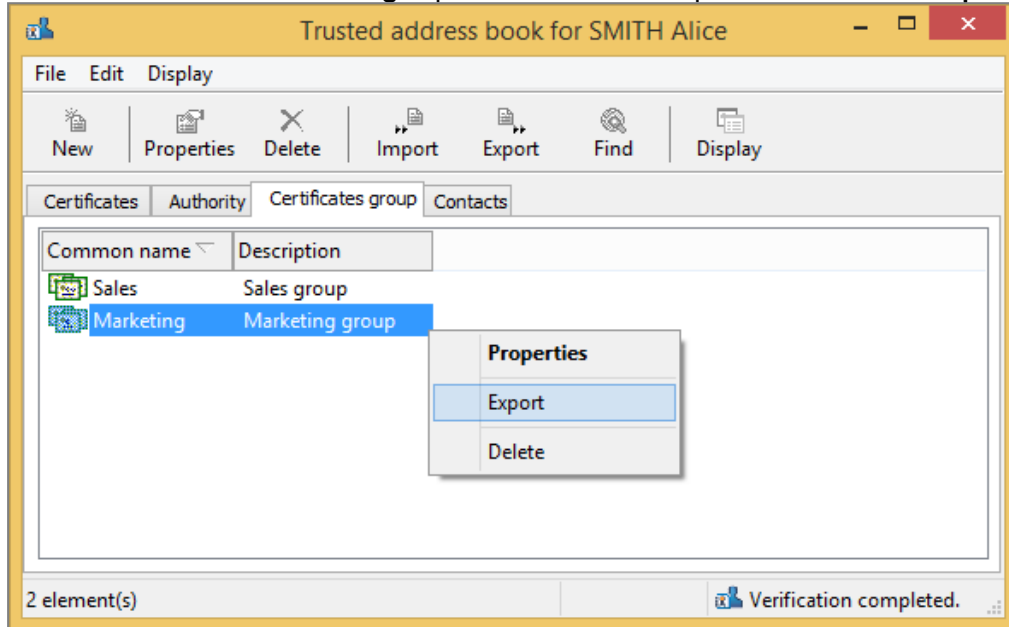 Trusted address book for SMITH Alice
File Edit Display
New Properties Delete Import Export Find Display
Certificates Authority Certificates group Contacts
Common name Description
Sales Sales group
Marketing Marketing group
Properties
Export
Delete
2 element(s) Verification completed.